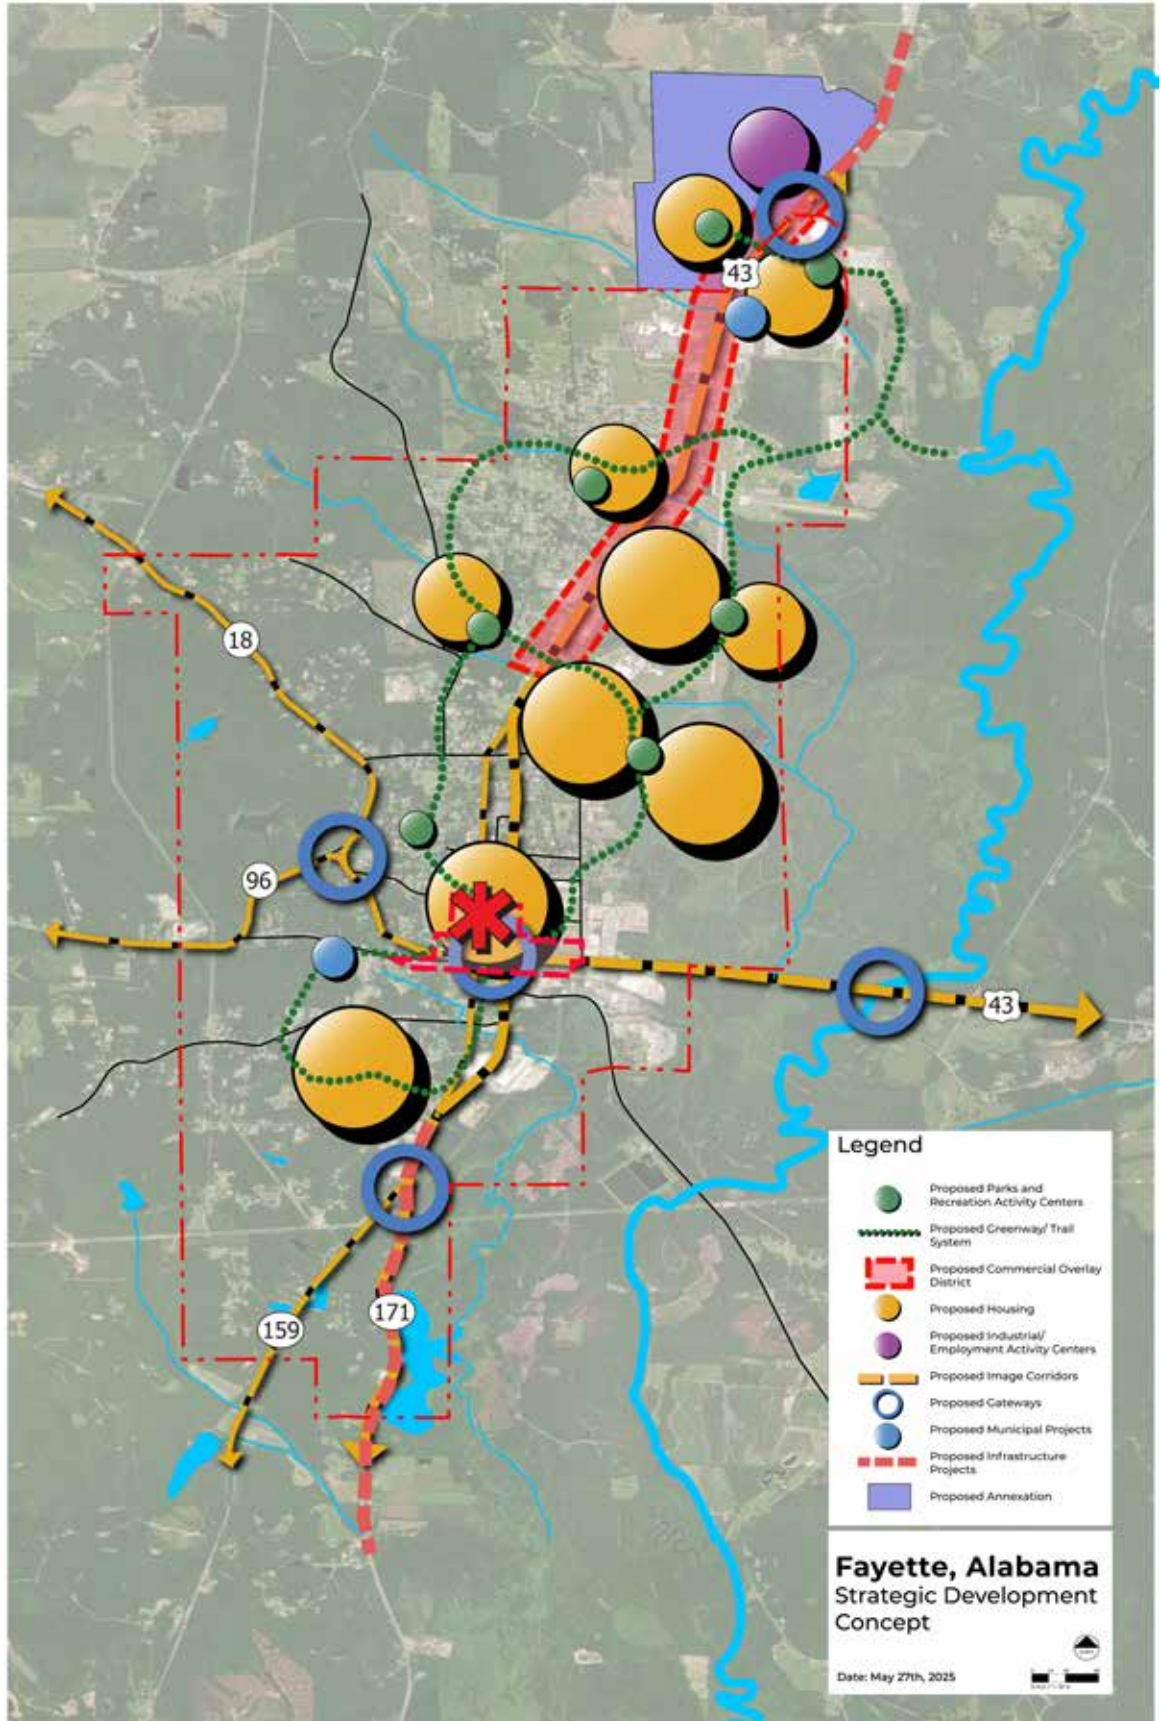 43
18
96
43
171
159
Legend
Proposed Parks and
Recreation Activity Centers
Proposed Greenway/ Trail
System
Proposed Commercial Overlay
District
Proposed Housing
Proposed Industrial/
Employment Activity Centers
Proposed Image Corridors
Proposed Gateways
Proposed Municipal Projects
Proposed Infrastructure
Projects
Proposed Annexation
Fayette, Alabama
Strategic Development
Concept
Date: May 27th, 2025